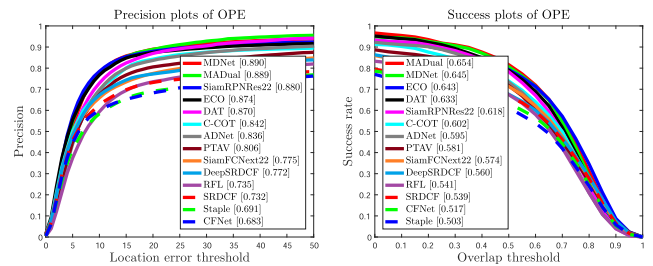 Precision plots of OPE
Precision
1
0.9
0.8
0.7
0.6
0.5
0.4
0.3
0.2
0.1
0
MDNet [0.890]
MADual [0.889]
SiamRPNRes22 [0.880]
ECO [0.874]
DAT [0.870]
C-COT [0.842]
ADNet [0.836]
PTAV [0.806]
SiamFCNext22 [0.775]
DeepSRDCF [0.772]
RFL [0.735]
SRDCF [0.732]
Staple [0.691]
CFNet [0.683]
0 5 10 15 20 25 30 35 40 45 50
Location error threshold
Success plots of OPE
Success rate
1
0.9
0.8
0.7
0.6
0.5
0.4
0.3
0.2
0.1
0
MADual [0.654]
MDNet [0.645]
ECO [0.643]
DAT [0.633]
SiamRPNRes22 [0.618]
C-COT [0.602]
ADNet [0.595]
PTAV [0.581]
SiamFCNext22 [0.574]
DeepSRDCF [0.560]
RFL [0.541]
SRDCF [0.539]
CFNet [0.517]
Staple [0.503]
0 0.1 0.2 0.3 0.4 0.5 0.6 0.7 0.8 0.9 1
Overlap threshold